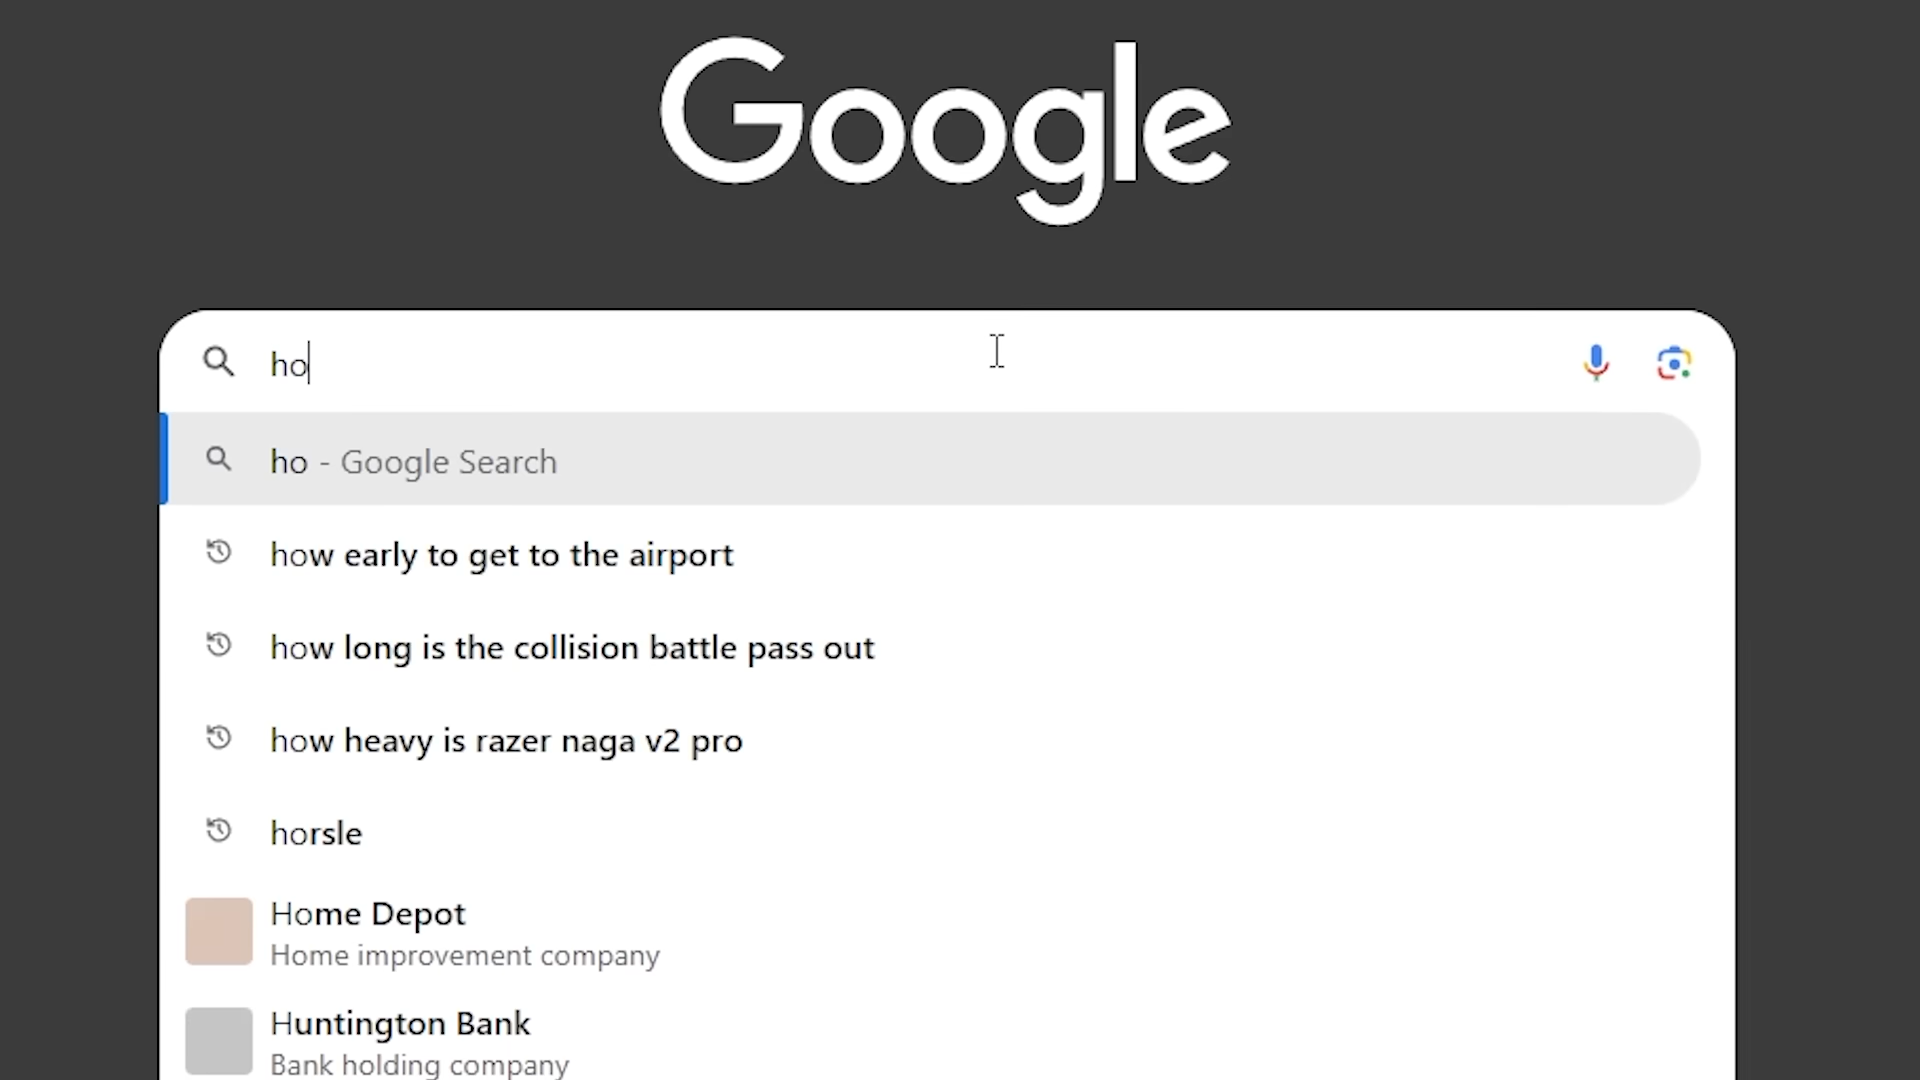 Google
ho
ho - Google Search
how early to get to the airport
how long is the collision battle pass out
how heavy is razer naga v2 pro
horsle
Home Depot
Home improvement company
Huntington Bank
Bank holding company